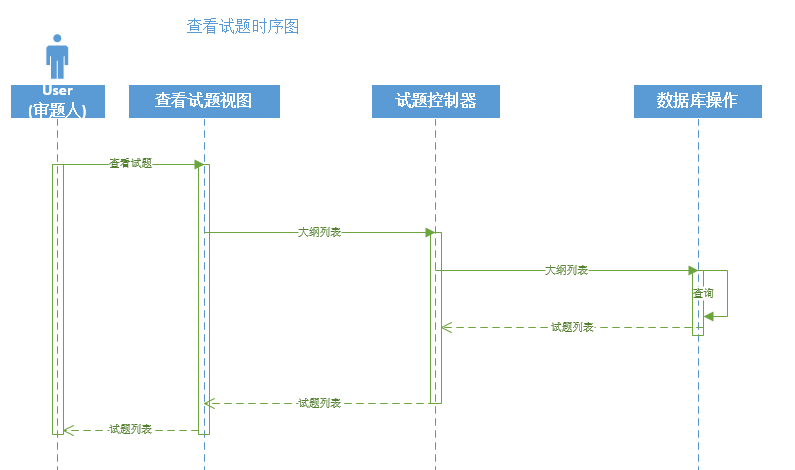 查看试题时序图
User
(审题人)
查看试题视图
试题控制器
数据库操作
查看试题
大纲列表
大纲列表
查询
试题列表
试题列表
试题列表